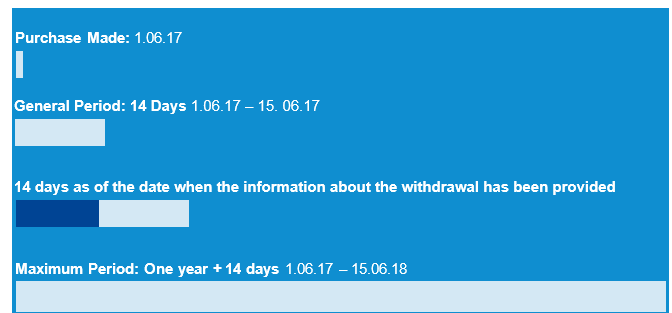 Purchase Made: 1.06.17
General Period: 14 Days 1.06.17 – 15. 06.17
14 days as of the date when the information about the withdrawal has been provided
Maximum Period: One year + 14 days 1.06.17 – 15.06.18